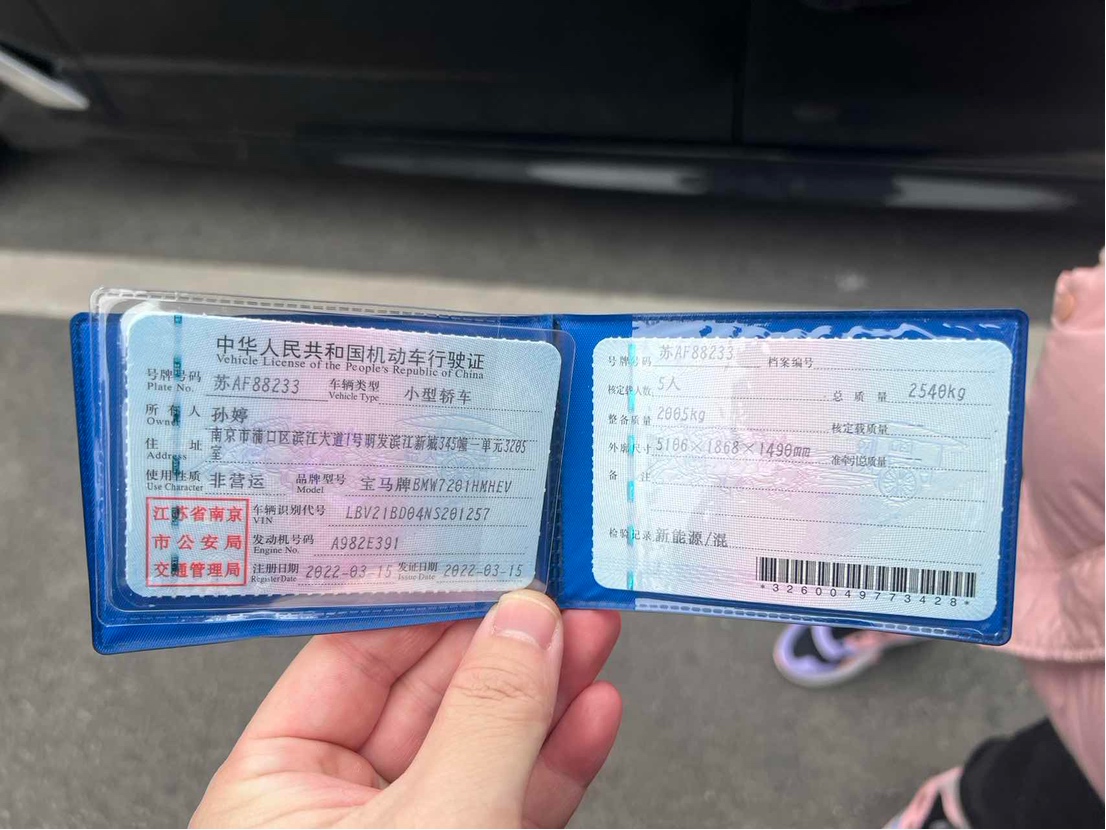 中华人民共和国机动车行驶证
Vehicle License of the People's Republic of China
号牌号码 苏AF88233 车辆类型 小型轿车
Plate No. Vehicle Type
所有人 孙婷
Owner
住址 南京市浦口区滨江大道1号明发滨江新城345幢一单元3205室
Address
使用性质 非营运 品牌型号 宝马牌BMW7201HMHEV
Use Character Model
江苏省南京
市公安局
交通管理局
车辆识别代号 LBV21BD04NS201257
VIN
发动机号码 A982E391
Engine No.
注册日期 2022-03-15 发证日期 2022-03-15
Register Date Issue Date
号牌号码 苏AF88233 档案编号
核定载人数 5人 总质量 2540kg
整备质量 2005kg 核定载质量
外廓尺寸 5106×1868×1490mm 准牵引总质量
备注
检验记录 新能源/混
*3260049773428*